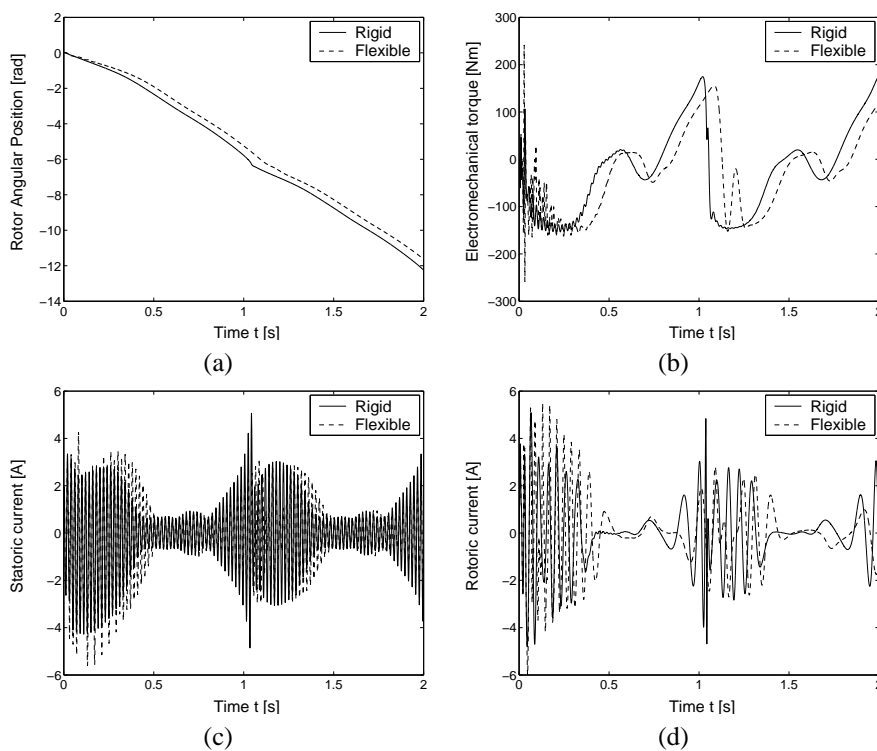 2
0
−2
−4
−6
−8
−10
−12
−14
0
0.5
1
1.5
2
Rotor Angular Position [rad]
Time t [s]
Rigid
Flexible
(a)
300
200
100
0
−100
−200
−300
0
0.5
1
1.5
2
Electromechanical torque [Nm]
Time t [s]
Rigid
Flexible
(b)
6
4
2
0
−2
−4
−6
0
0.5
1
1.5
2
Statoric current [A]
Time t [s]
Rigid
Flexible
(c)
6
4
2
0
−2
−4
−6
0
0.5
1
1.5
2
Rotoric current [A]
Time t [s]
Rigid
Flexible
(d)